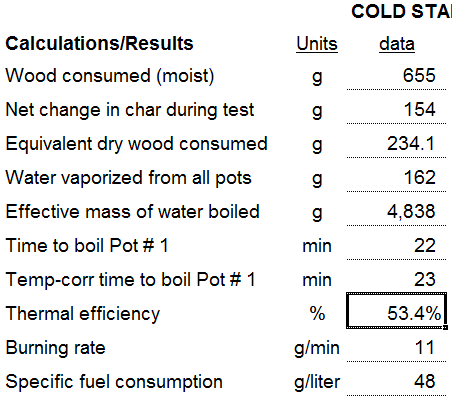 COLD STA
Calculations/Results Units data
Wood consumed (moist) g 655
Net change in char during test g 154
Equivalent dry wood consumed g 234.1
Water vaporized from all pots g 162
Effective mass of water boiled g 4,838
Time to boil Pot # 1 min 22
Temp-corr time to boil Pot # 1 min 23
Thermal efficiency % 53.4%
Burning rate g/min 11
Specific fuel consumption g/liter 48